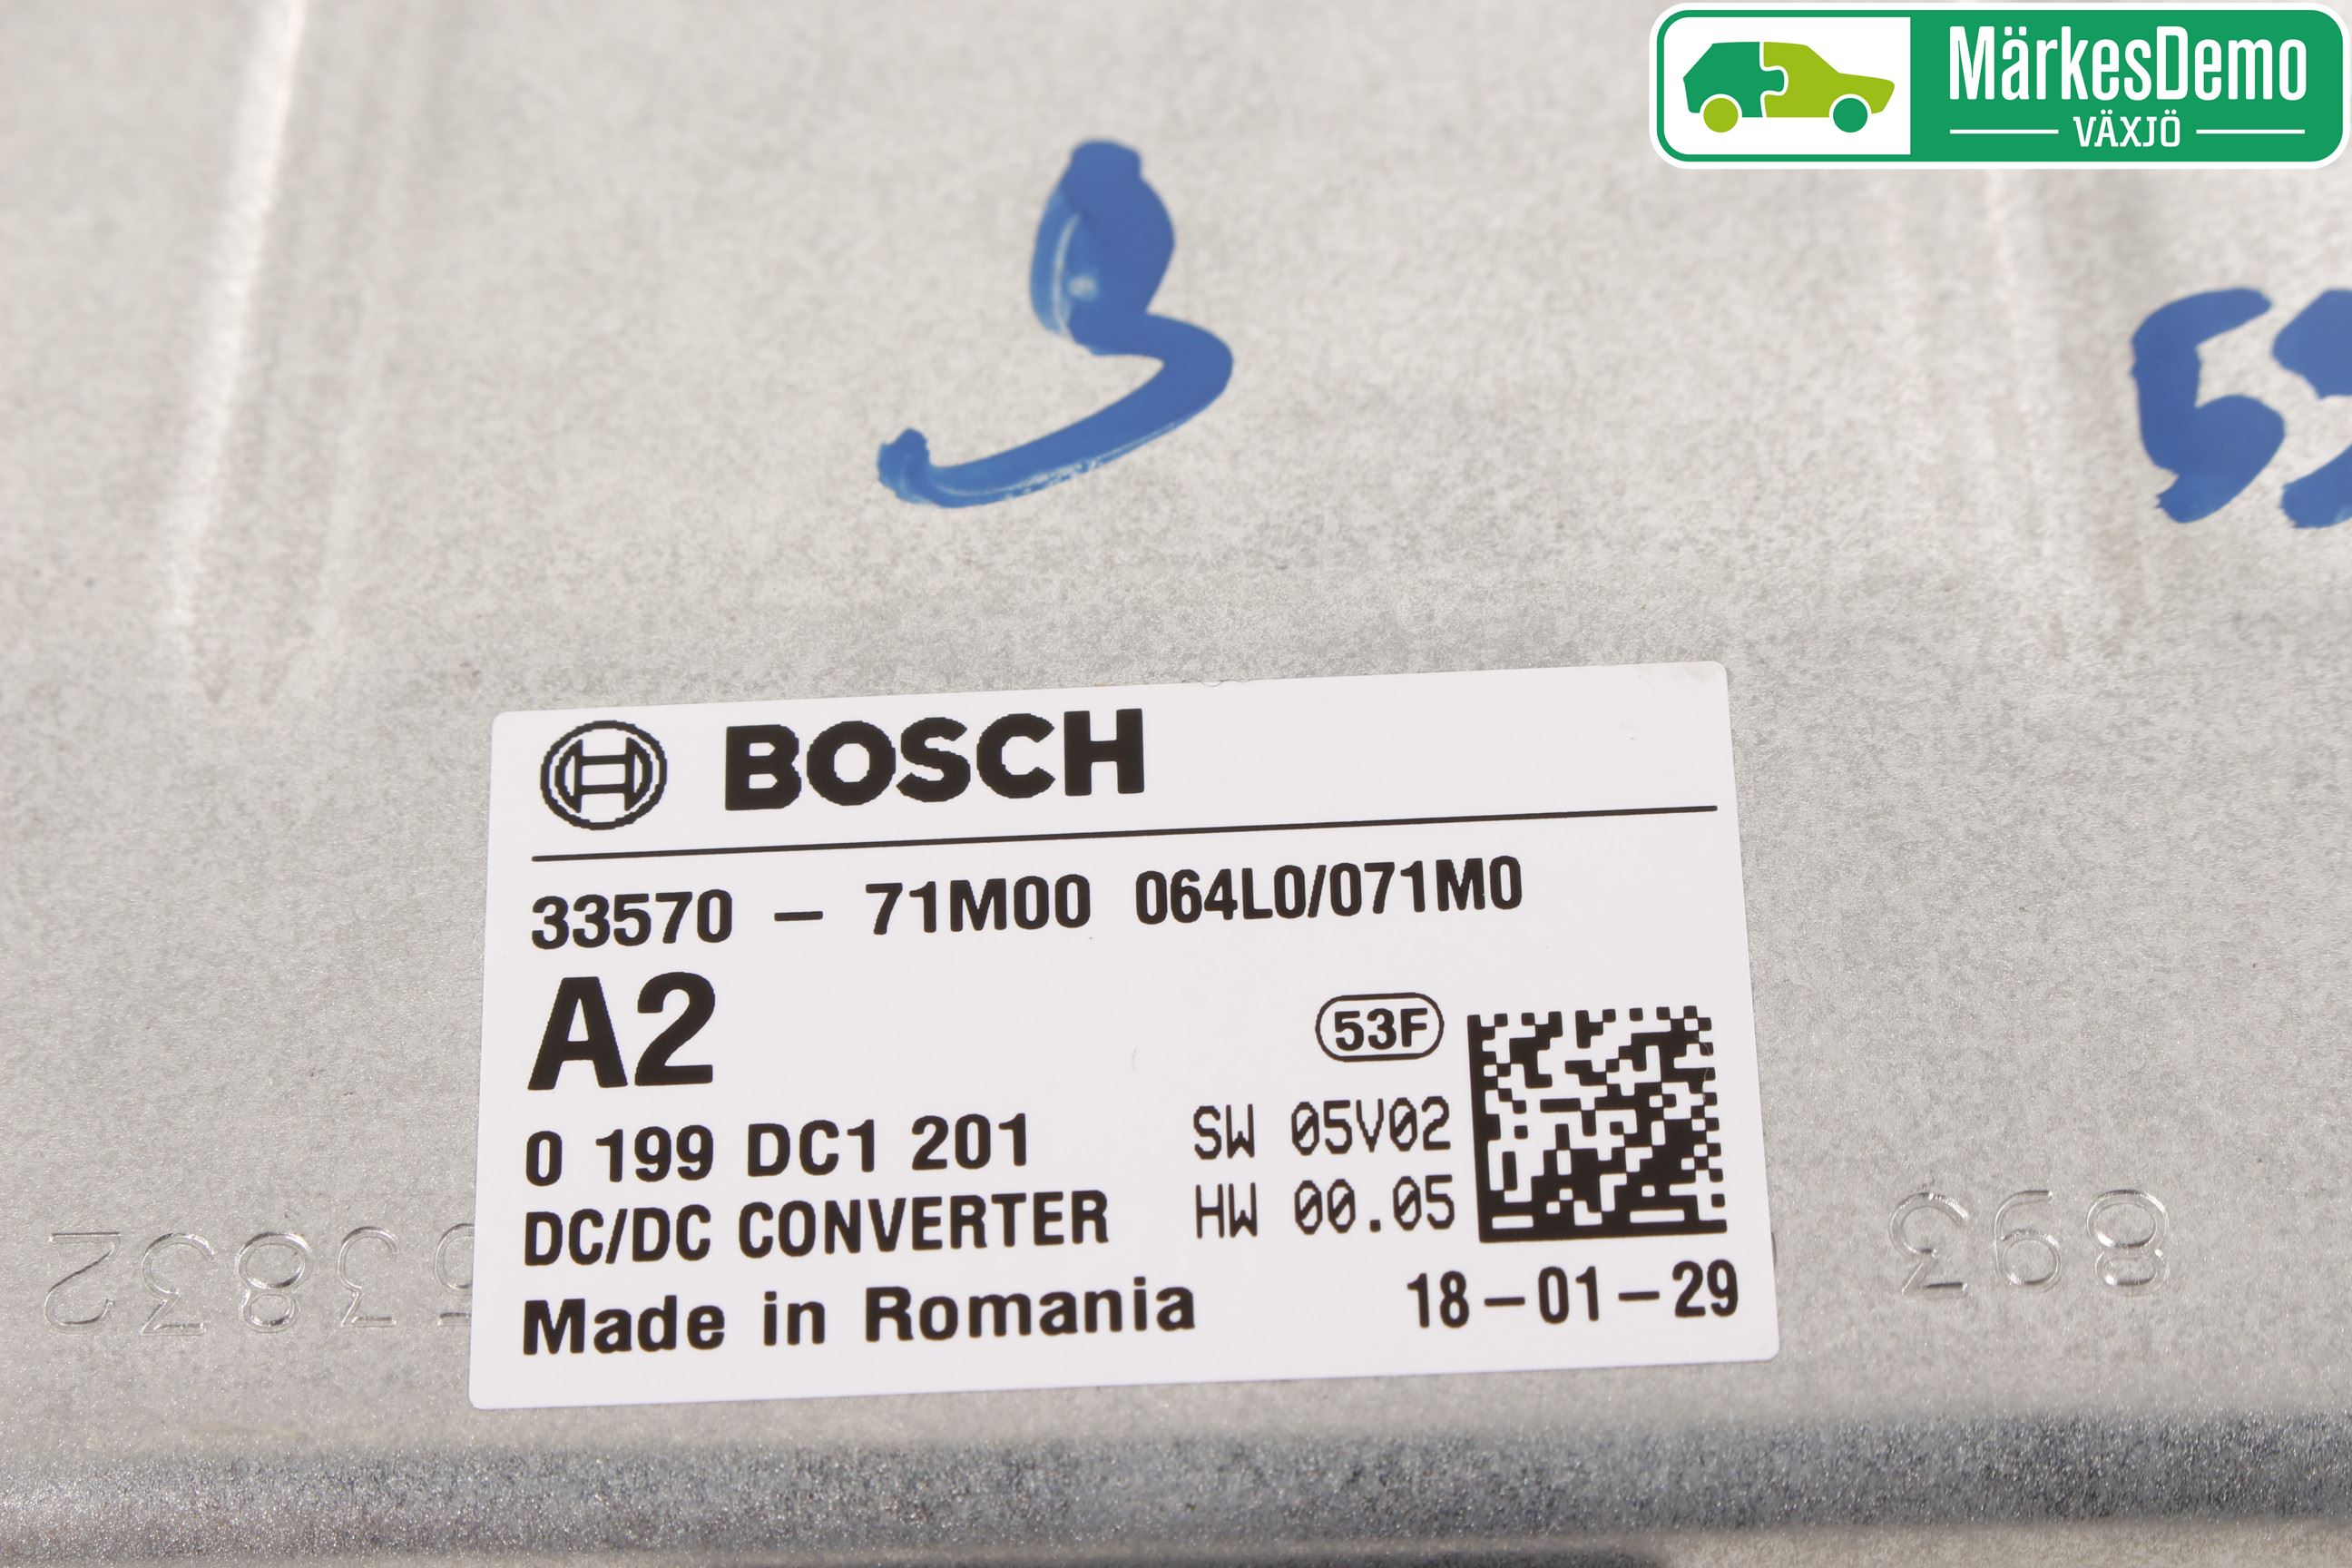 MärkesDemo
VÄXJÖ
BOSCH
33570 – 71M00 064L0/071M0
A2
53F
0 199 DC1 201
SW 05V02
DC/DC CONVERTER
HW 00.05
Made in Romania
18–01–29
893